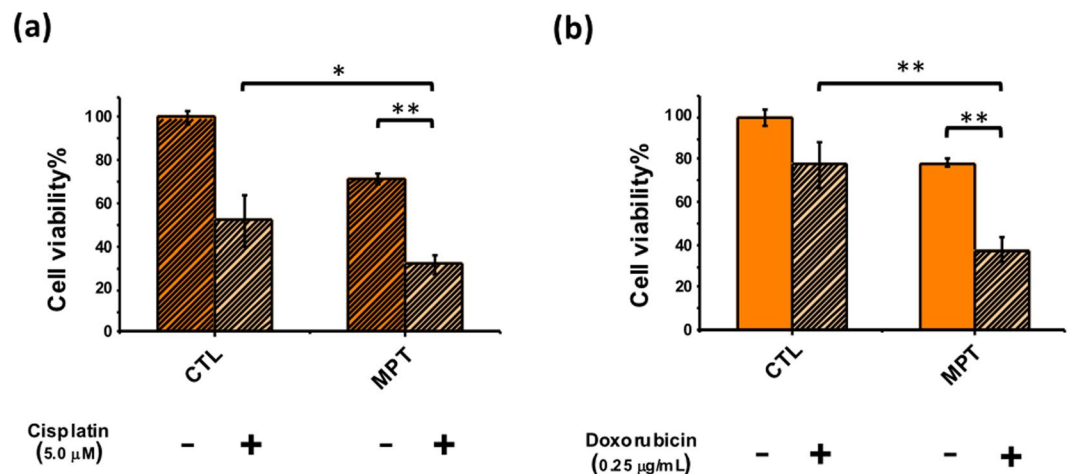 (a)
*
**
Cell viability%
100
80
60
40
20
0
CTL
MPT
Cisplatin
(5.0 μM)
- + - +
(b)
**
**
Cell viability%
100
80
60
40
20
0
CTL
MPT
Doxorubicin
(0.25 μg/mL)
- + - +